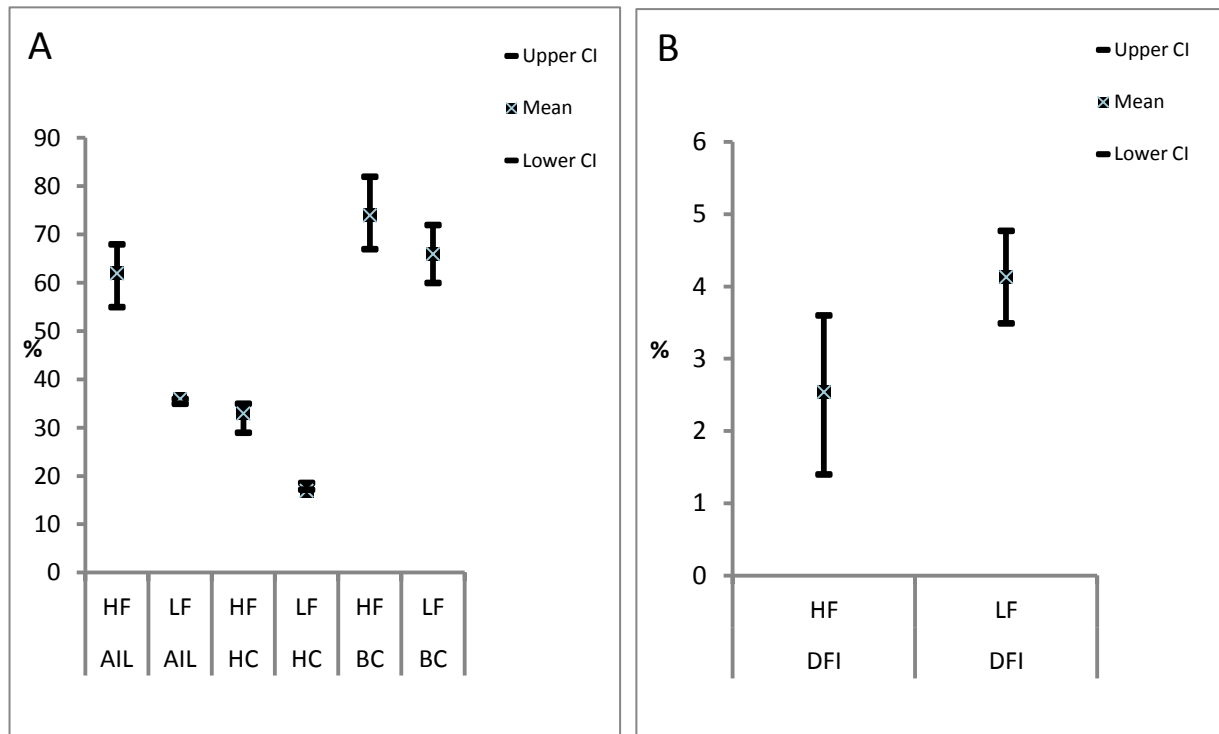 A
Upper CI
Mean
Lower CI
90
80
70
60
50
40
30
20
10
0
%
HF LF HF LF HF LF
AIL AIL HC HC BC BC
B
Upper CI
Mean
Lower CI
6
5
4
3
2
1
0
%
HF LF
DFI DFI